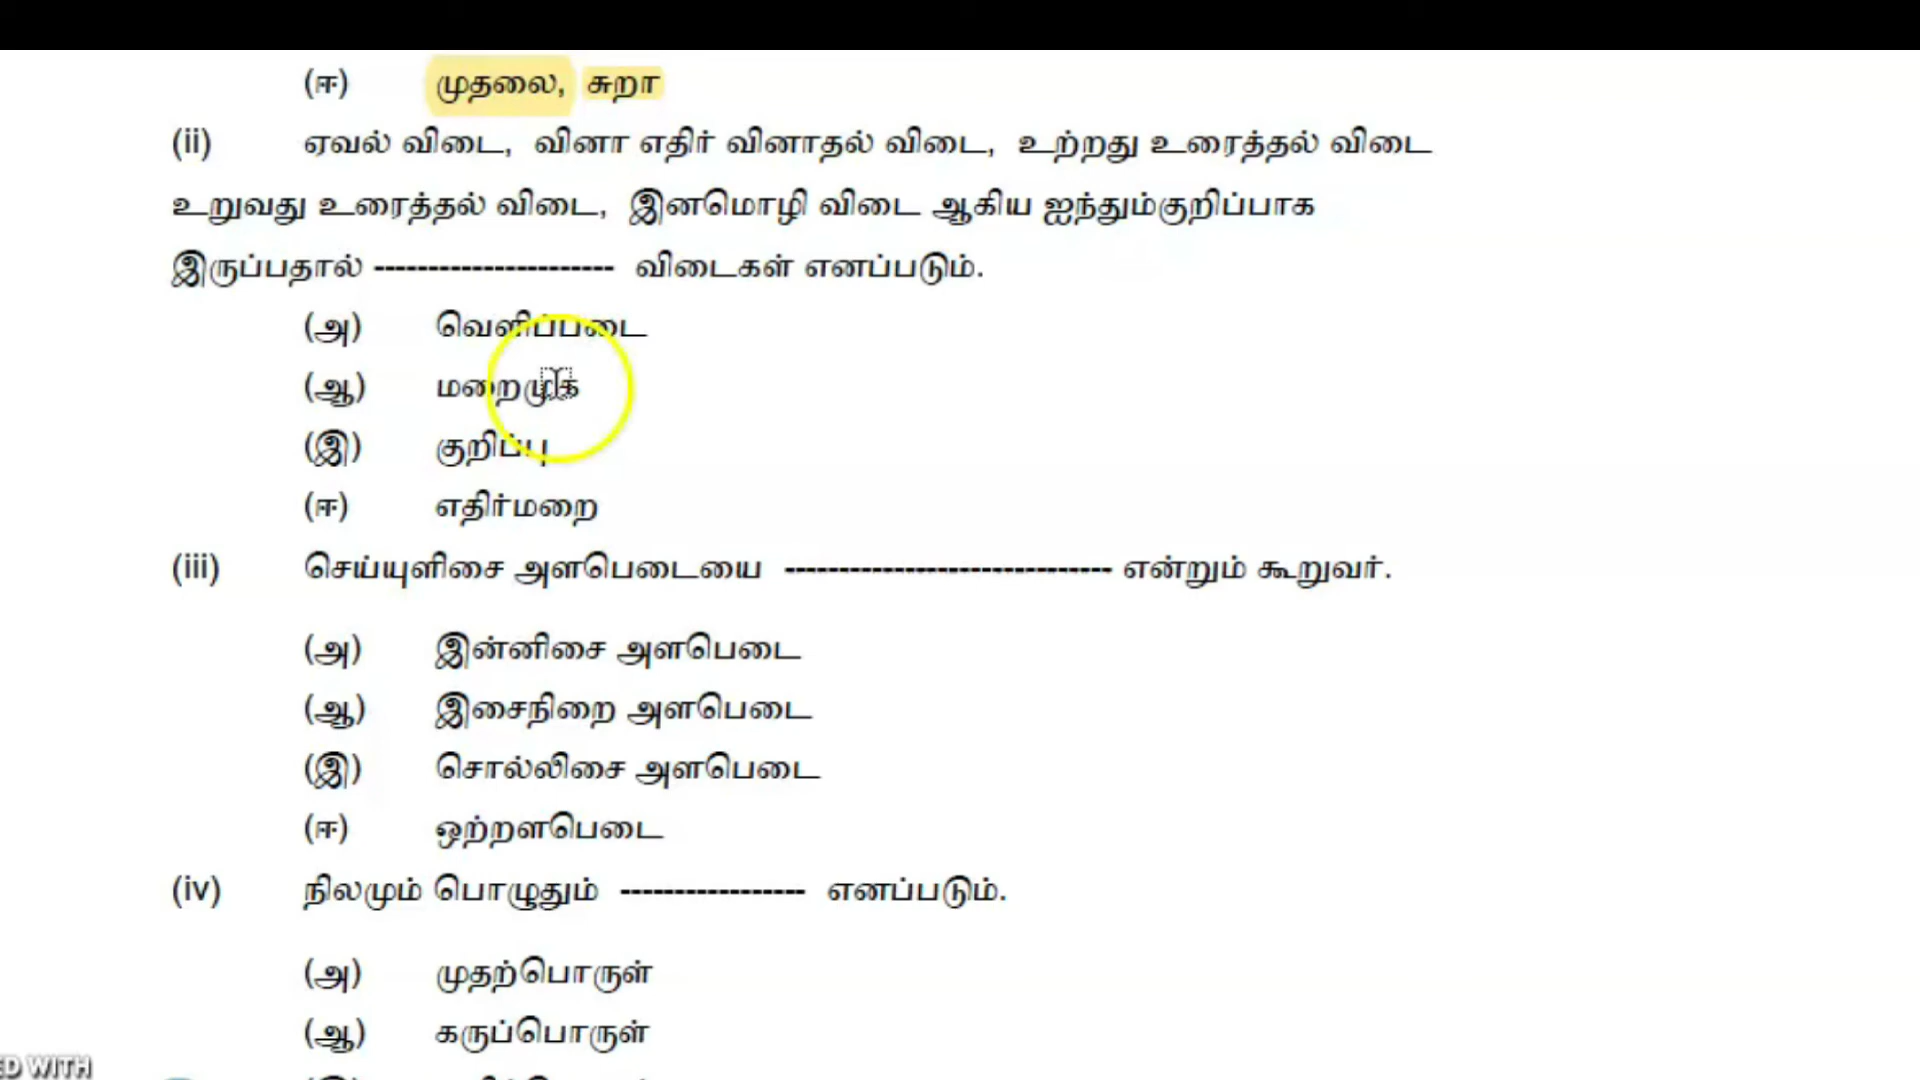 (ஈ) முதலை, சுறா
(ii) ஏவல் விடை, வினா எதிர் வினாதல் விடை, உற்றது உரைத்தல் விடை
உறுவது உரைத்தல் விடை, இனமொழி விடை ஆகிய ஐந்தும்குறிப்பாக
இருப்பதால் ---------------------- விடைகள் எனப்படும்.
(அ) வெளிப்படை
(ஆ) மறைமுக
(இ) குறிப்பு
(ஈ) எதிர்மறை
(iii) செய்யுளிசை அளபெடையை ------------------------------ என்றும் கூறுவர்.
(அ) இன்னிசை அளபெடை
(ஆ) இசைநிறை அளபெடை
(இ) சொல்லிசை அளபெடை
(ஈ) ஒற்றளபெடை
(iv) நிலமும் பொழுதும் ----------------- எனப்படும்.
(அ) முதற்பொருள்
(ஆ) கருப்பொருள்
ED WITH